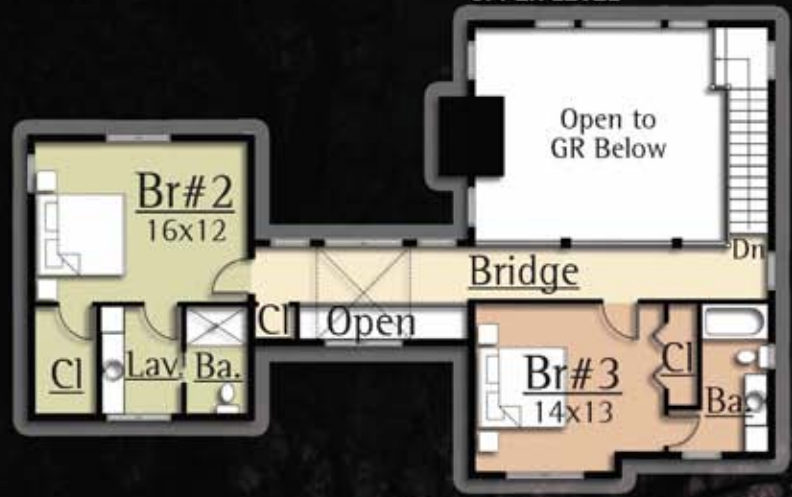 Open to
GR Below
Br#2
16x12
Dn
Bridge
Cl
Open
Cl
Lav.
Ba.
Br#3
14x13
Cl
Ba.